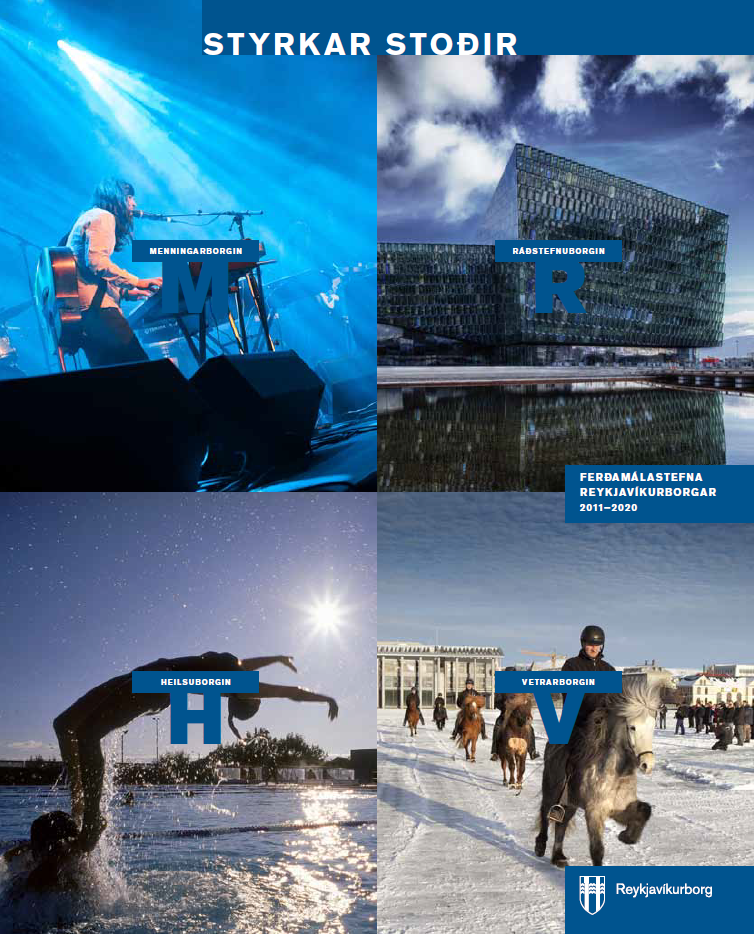 STYRKAR STOÐIR
MENNINGARBORGIN
M
RÁÐSTEFNUBORGIN
R
FERÐAMÁLASTEFNA
REYKJAVÍKURBORGAR
2011–2020
HEILSUBORGIN
H
VETRARBORGIN
V
Reykjavíkurborg